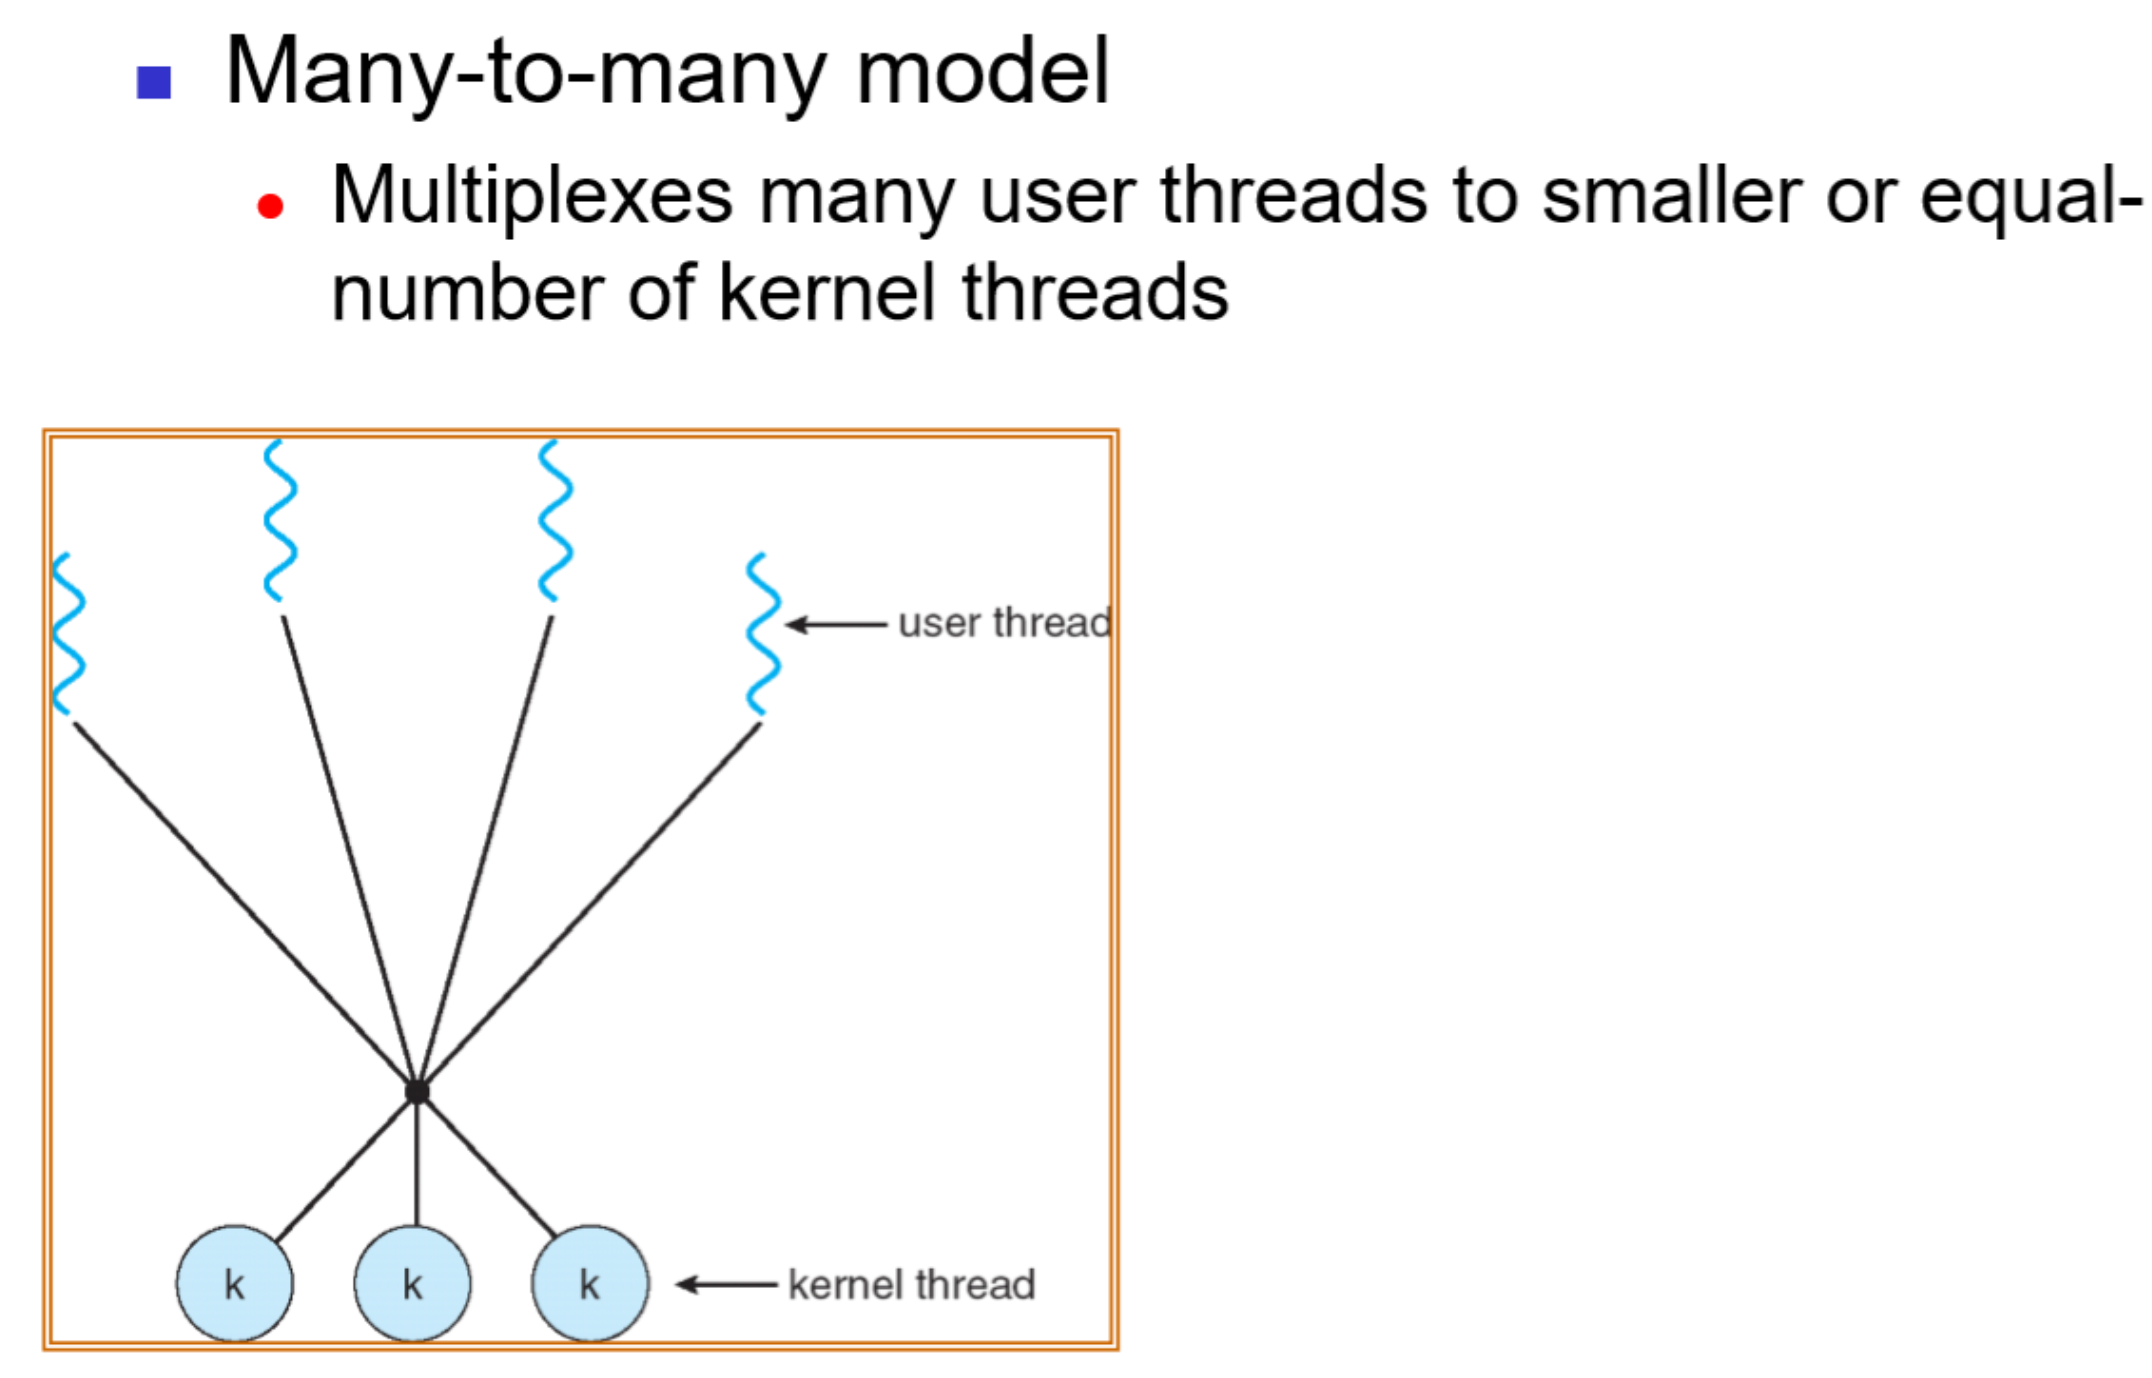 Many-to-many model
Multiplexes many user threads to smaller or equal-
number of kernel threads
user thread
k
k
k
kernel thread